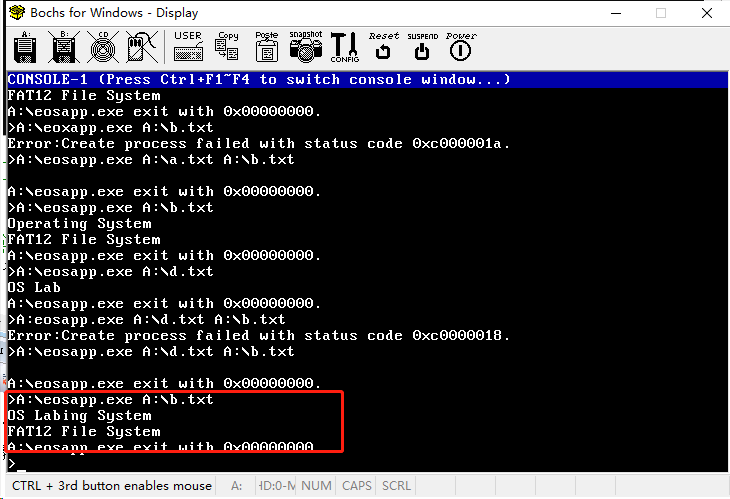 Bochs for Windows - Display
A:
B:
CD
USER
Copy
Paste
snapshot
CONFIG
Reset
SUSPEND
Power
CONSOLE-1 (Press Ctrl+F1~F4 to switch console window...)
FAT12 File System
A:\eosapp.exe exit with 0x00000000.
>A:\eoxapp.exe A:\b.txt
Error:Create process failed with status code 0xc000001a.
>A:\eosapp.exe A:\a.txt A:\b.txt
A:\eosapp.exe exit with 0x00000000.
>A:\eosapp.exe A:\b.txt
Operating System
FAT12 File System
A:\eosapp.exe exit with 0x00000000.
>A:\eosapp.exe A:\d.txt
OS Lab
A:\eosapp.exe exit with 0x00000000.
>A:eosapp.exe A:\d.txt A:\b.txt
Error:Create process failed with status code 0xc0000018.
>A:\eosapp.exe A:\d.txt A:\b.txt
A:\eosapp.exe exit with 0x00000000.
>A:\eosapp.exe A:\b.txt
OS Labing System
FAT12 File System
A:\eosapp.exe exit with 0x00000000
>_
CTRL + 3rd button enables mouse
A:
HD:0-M
NUM
CAPS
SCRL